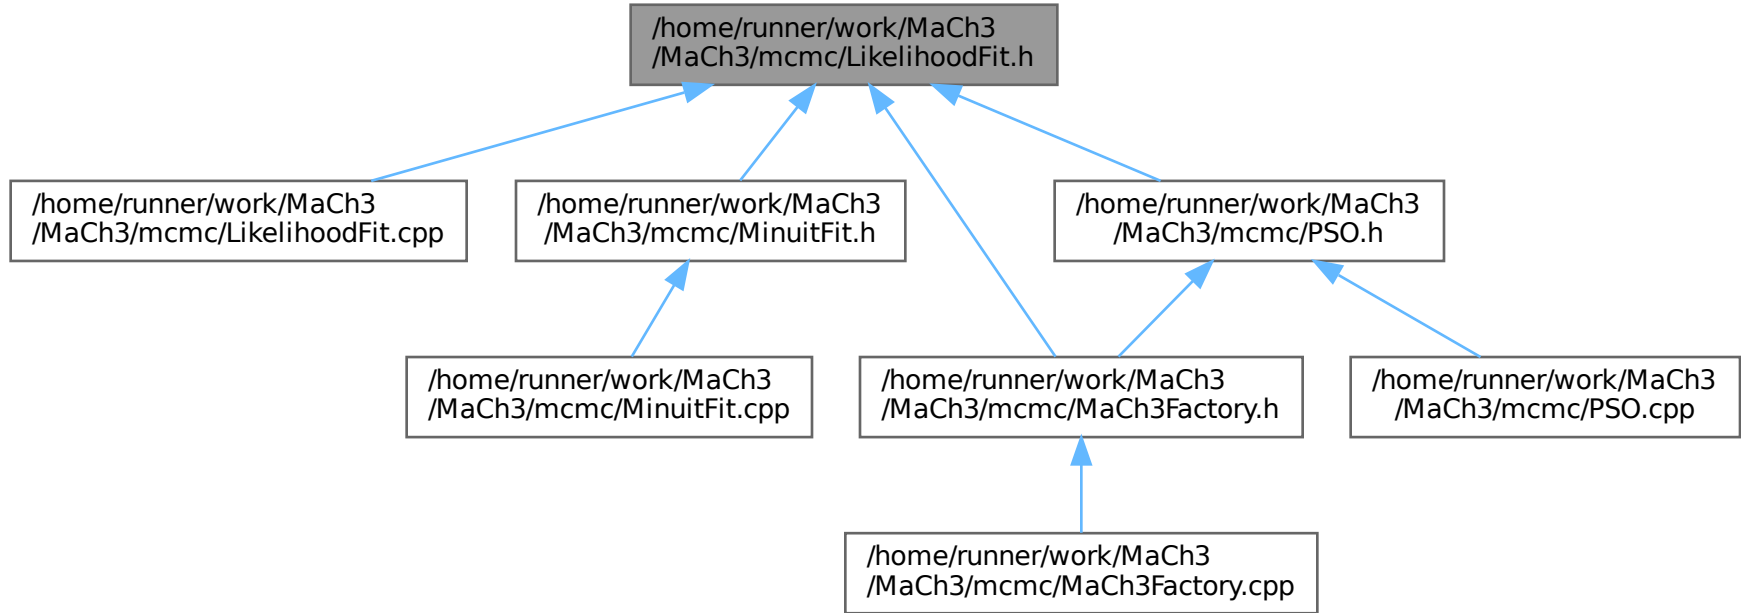 /home/runner/work/MaCh3
/MaCh3/mcmc/LikelihoodFit.h
/home/runner/work/MaCh3
/MaCh3/mcmc/LikelihoodFit.cpp
/home/runner/work/MaCh3
/MaCh3/mcmc/MinuitFit.h
/home/runner/work/MaCh3
/MaCh3/mcmc/PSO.h
/home/runner/work/MaCh3
/MaCh3/mcmc/MinuitFit.cpp
/home/runner/work/MaCh3
/MaCh3/mcmc/MaCh3Factory.h
/home/runner/work/MaCh3
/MaCh3/mcmc/PSO.cpp
/home/runner/work/MaCh3
/MaCh3/mcmc/MaCh3Factory.cpp